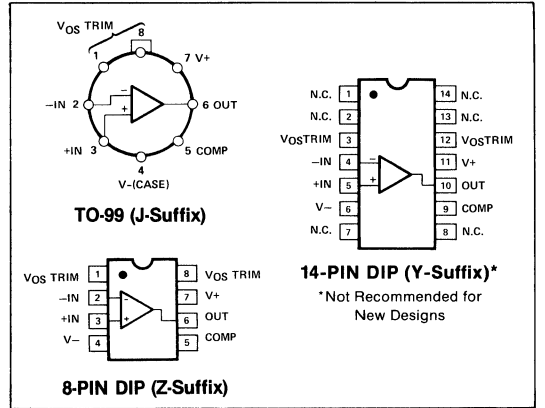 VOS TRIM
8
1
7 V+
−IN 2
6 OUT
+IN
3
5 COMP
4
V-(CASE)
TO-99 (J-Suffix)
N.C. 1
14 N.C.
N.C. 2
13 N.C.
VOSTRIM 3
12 VOSTRIM
−IN 4
11 V+
+IN 5
10 OUT
V− 6
9 COMP
N.C. 7
8 N.C.
14-PIN DIP (Y-Suffix)*
*Not Recommended for
New Designs
VOS TRIM 1
8 VOS TRIM
−IN 2
7 V+
+IN 3
6 OUT
V− 4
5 COMP
8-PIN DIP (Z-Suffix)